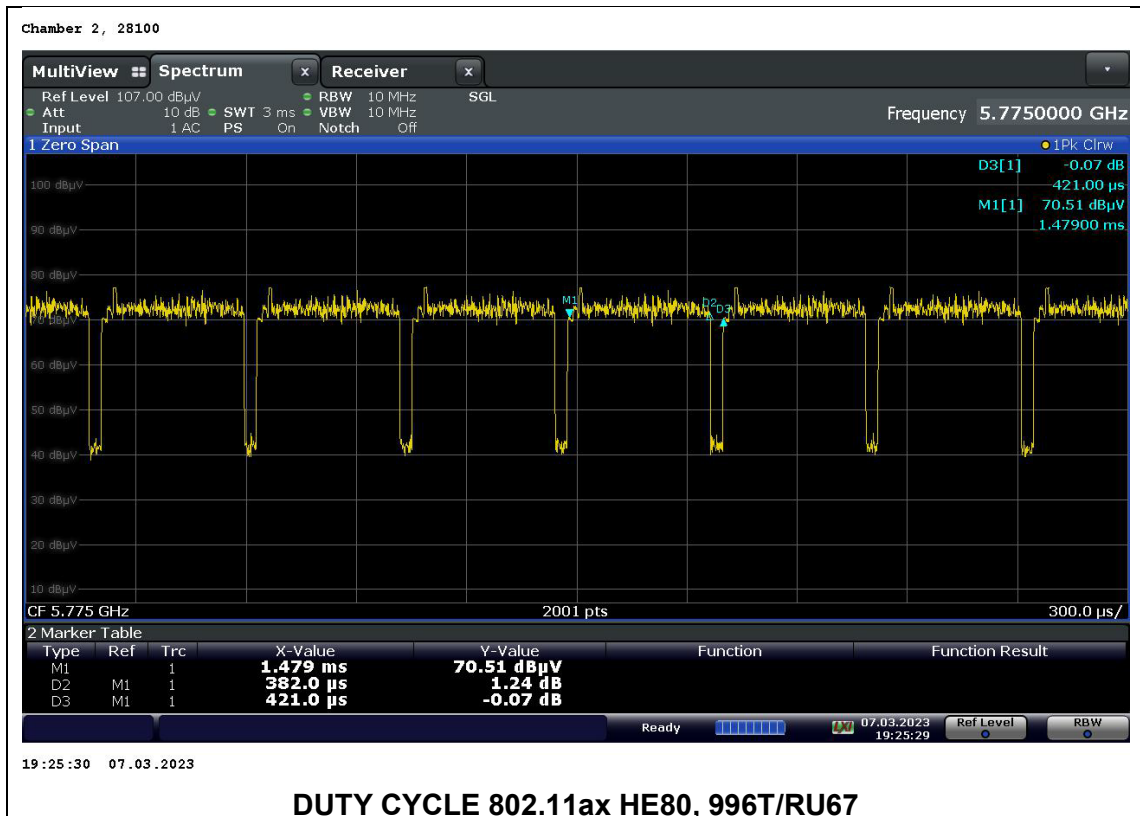 Chamber 2, 28100
MultiView Spectrum x Receiver x
Ref Level 107.00 dBµV RBW 10 MHz SGL
Att 10 dB SWT 3 ms VBW 10 MHz
Input 1 AC PS On Notch Off
Frequency 5.7750000 GHz
1 Zero Span 1Pk Clrw
D3[1] -0.07 dB
421.00 µs
M1[1] 70.51 dBµV
1.47900 ms
100 dBµV
90 dBµV
80 dBµV
M1 D2 D3
70 dBµV
60 dBµV
50 dBµV
40 dBµV
30 dBµV
20 dBµV
10 dBµV
CF 5.775 GHz 2001 pts 300.0 µs/
2 Marker Table
Type Ref Trc X-Value Y-Value Function Function Result
M1 1 1.479 ms 70.51 dBµV
D2 M1 1 382.0 µs 1.24 dB
D3 M1 1 421.0 µs -0.07 dB
Ready 07.03.2023 Ref Level RBW
19:25:29
19:25:30 07.03.2023
DUTY CYCLE 802.11ax HE80, 996T/RU67